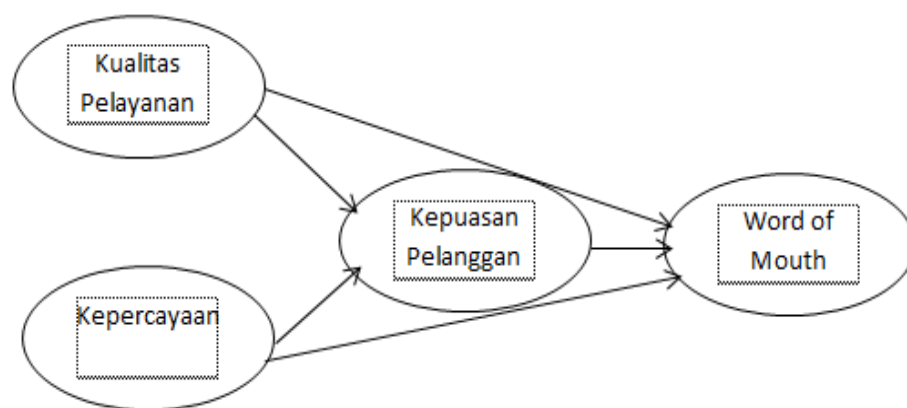 Kualitas
Pelayanan
Kepuasan
Pelanggan
Word of
Mouth
Kepercayaan